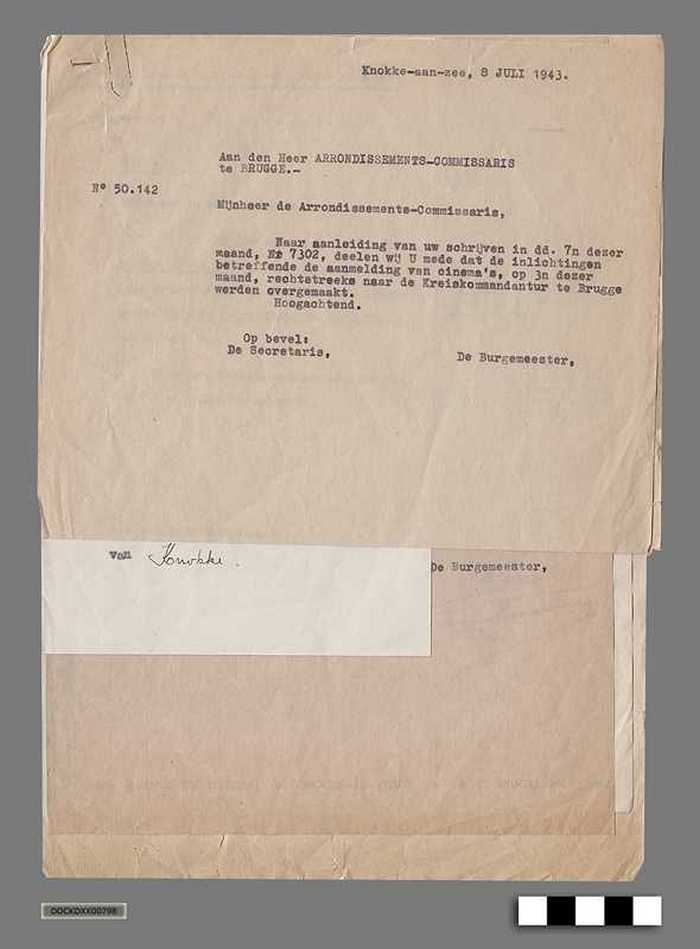 Knokke-aan-zee, 8 JULI 1943.
Aan den Heer ARRONDISSEMENTS-COMMISSARIS
te BRUGGE.-
N° 50.142
Mijnheer de Arrondissements-Commissaris,
Naar aanleiding van uw schrijven in dd. 7n dezer
maand, Nr 7302, deelen wij U mede dat de inlichtingen
betreffende de aanmelding van cinema's, op 3n dezer
maand, rechtstreeks naar de Kreiskommandantur te Brugge
werden overgemaakt.
Hoogachtend.
Op bevel:
De Secretaris,
De Burgemeester,
van Knokke.
De Burgemeester,
DOCKDXX00798